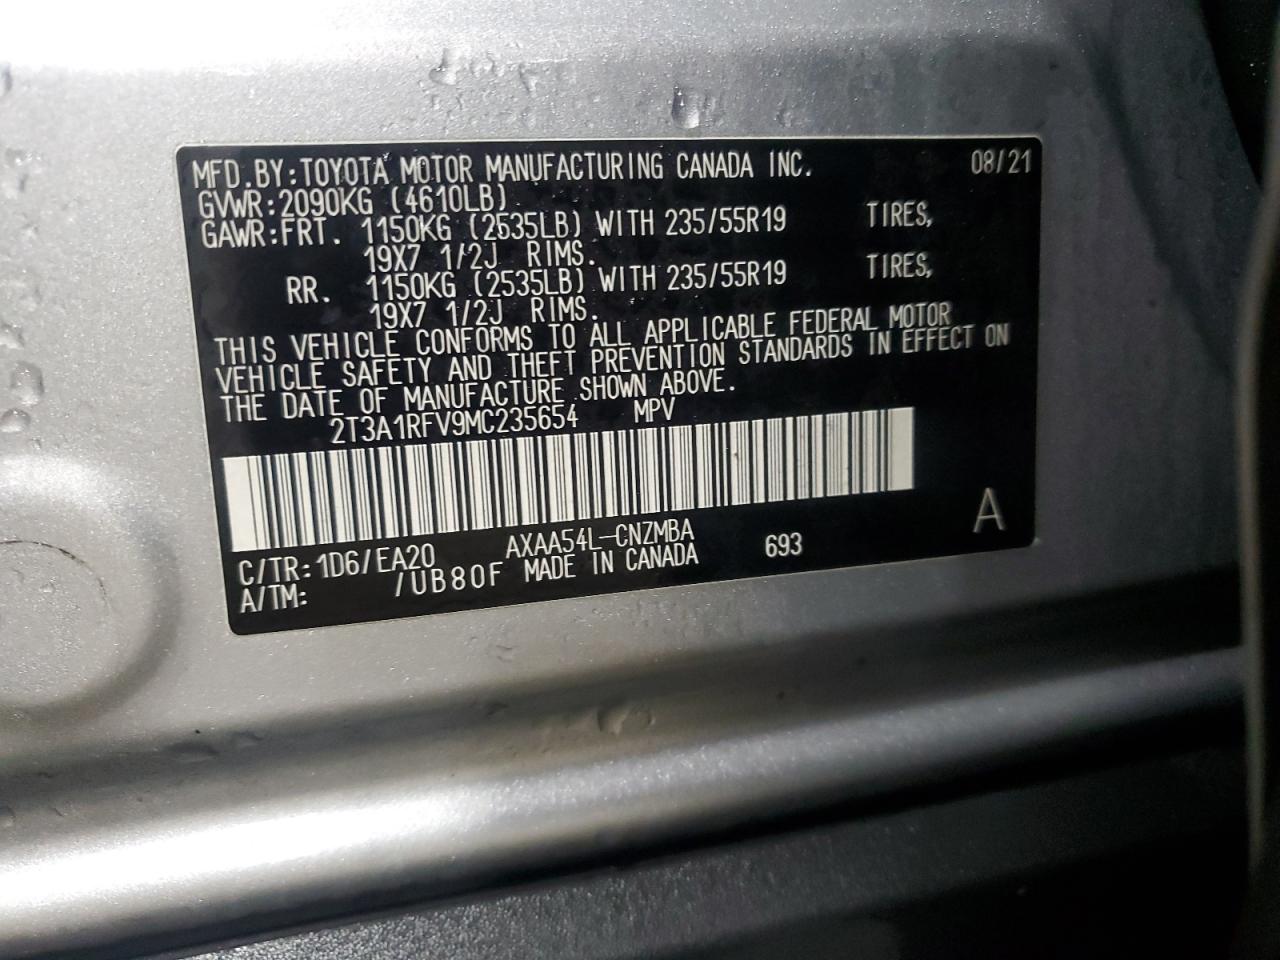 MFD.BY:TOYOTA MOTOR MANUFACTURING CANADA INC. 08/21
GVWR:2090KG (4610LB)
GAWR:FRT. 1150KG (2535LB) WITH 235/55R19 TIRES,
19X7 1/2J RIMS.
RR. 1150KG (2535LB) WITH 235/55R19 TIRES,
19X7 1/2J RIMS.
THIS VEHICLE CONFORMS TO ALL APPLICABLE FEDERAL MOTOR
VEHICLE SAFETY AND THEFT PREVENTION STANDARDS IN EFFECT ON
THE DATE OF MANUFACTURE SHOWN ABOVE.
2T3A1RFV9MC235654 MPV
A
C/TR:1D6/EA20 AXAA54L-CNZMBA 693
A/TM: /UB80F MADE IN CANADA